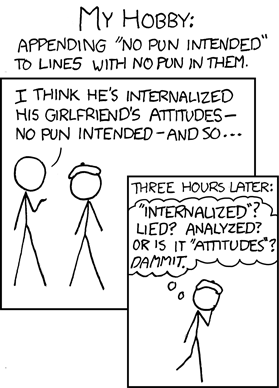 MY HOBBY:
APPENDING "NO PUN INTENDED"
TO LINES WITH NO PUN IN THEM.
I THINK HE'S INTERNALIZED
HIS GIRLFRIEND'S ATTITUDES—
NO PUN INTENDED—AND SO...
THREE HOURS LATER:
"INTERNALIZED"?
LIED? ANALYZED?
OR IS IT "ATTITUDES"?
DAMMIT.